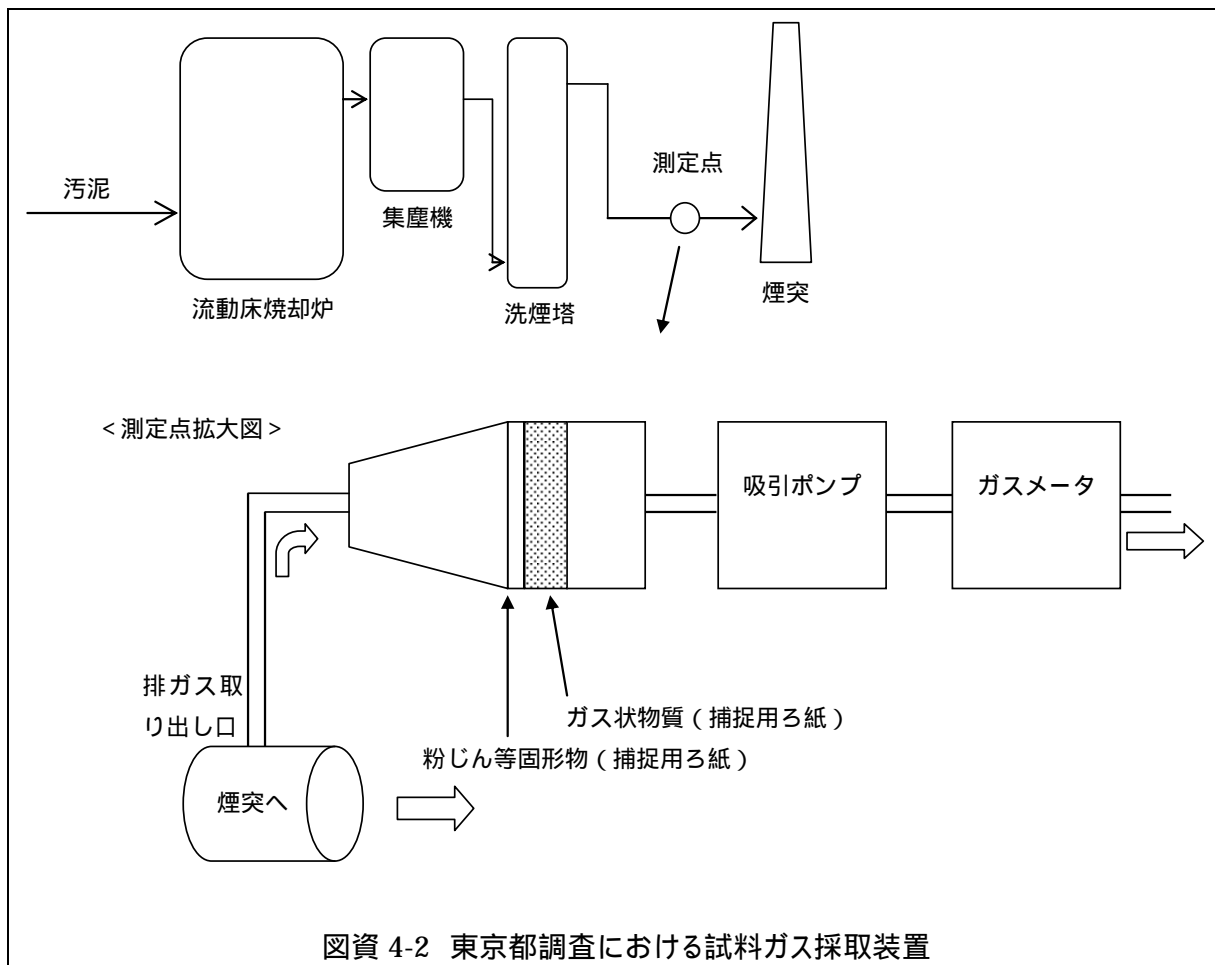 汚泥
流動床焼却炉
集塵機
洗煙塔
測定点
煙突
<測定点拡大図>
吸引ポンプ
ガスメータ
排ガス取
り出し口
ガス状物質(捕捉用ろ紙)
粉じん等固形物(捕捉用ろ紙)
煙突へ
図資 4-2 東京都調査における試料ガス採取装置